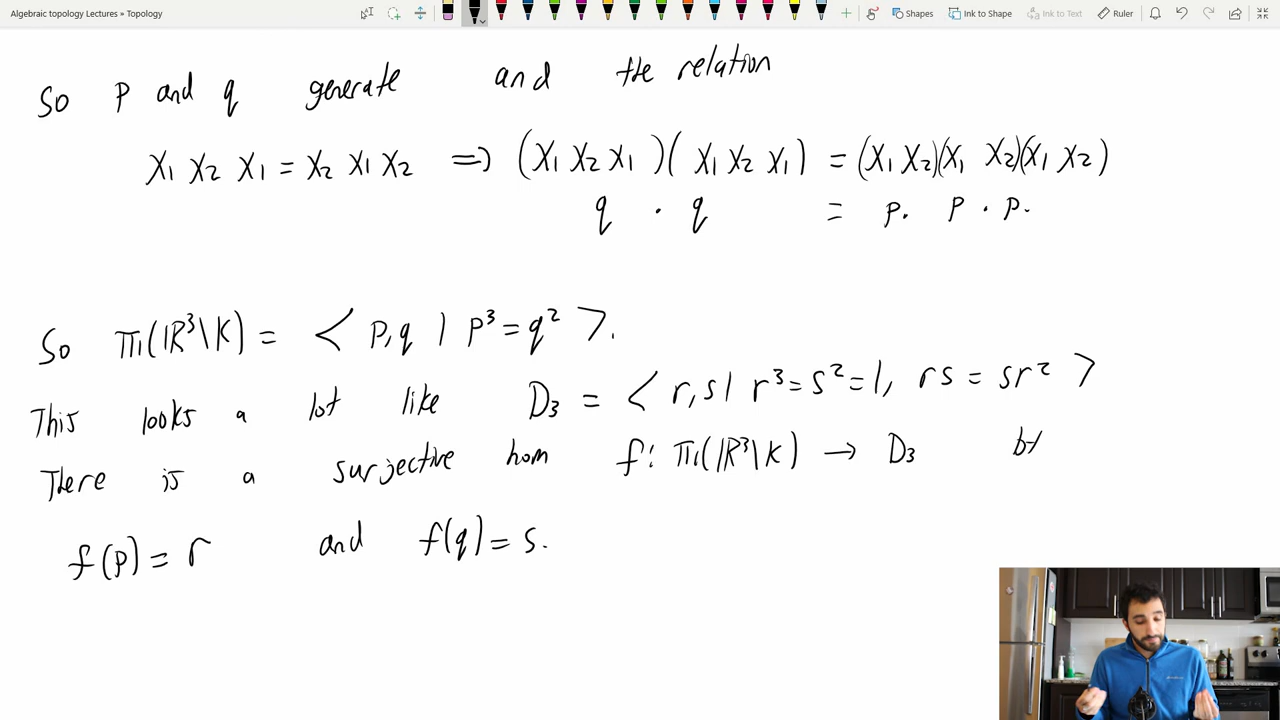 Algebraic topology Lectures » Topology
Shapes
Ink to Shape
Ink to Text
Ruler
So p and q generate and the relation
X₁ X₂ X₁ = X₂ X₁ X₂ ⟹ (X₁ X₂ X₁)(X₁ X₂ X₁) = (X₁ X₂)(X₁ X₂)(X₁ X₂)
q · q = p. p · p.
So π₁(ℝ³\K) = < p, q | p³ = q² >.
This looks a lot like D₃ = < r, s | r³ = s² = 1, rs = sr² >
There is a surjective hom f: π₁(ℝ³\K) → D₃ by
f(p) = r and f(q) = s.